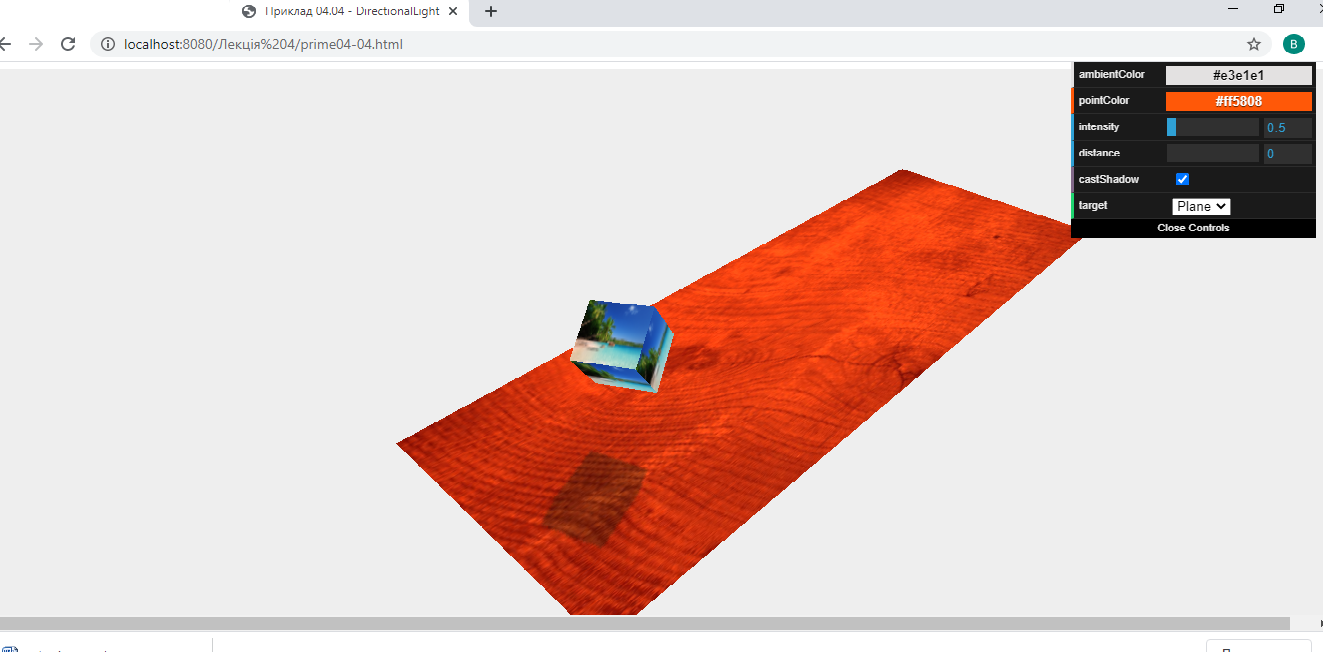 Приклад 04.04 - DirectionalLight
localhost:8080/Лекція%204/prime04-04.html
B
ambientColor
#e3e1e1
pointColor
#ff5808
intensity
0.5
distance
0
castShadow
target
Plane
Close Controls